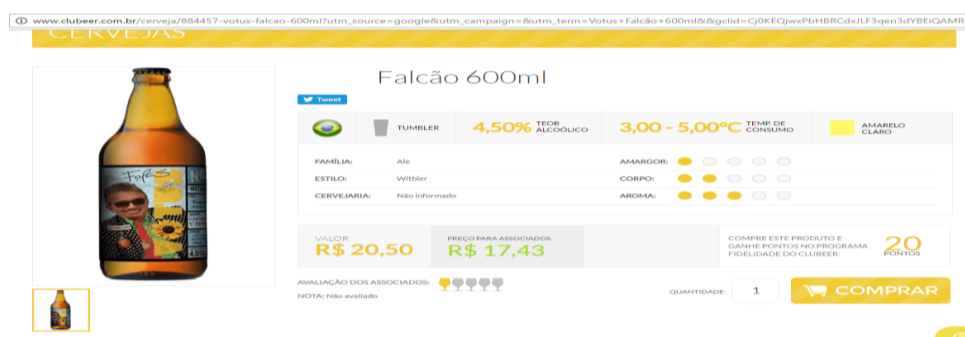 www.clubeer.com.br/cerveja/884457-votus-falcao-600ml?utm_source=google&utm_campaign=&utm_term=Votus+Falcão+600ml&&gclid=Cj0KEQjwxPbHBRCdxJLF3qen3dYBEiQAMR
CERVEJAS
Falcão 600ml
Tweet
TUMBLER
4,50% TEOR ALCOÓLICO
3,00 - 5,00°C TEMP. DE CONSUMO
AMARELO CLARO
FAMÍLIA: Ale
AMARGOR:
ESTILO: Witbier
CORPO:
CERVEJARIA: Não informado
AROMA:
VALOR
R$ 20,50
PREÇO PARA ASSOCIADOS
R$ 17,43
COMPRE ESTE PRODUTO E
GANHE PONTOS NO PROGRAMA
FIDELIDADE DO CLUBEER:
20
PONTOS
AVALIAÇÃO DOS ASSOCIADOS:
NOTA: Não avaliado
QUANTIDADE: 1
COMPRAR